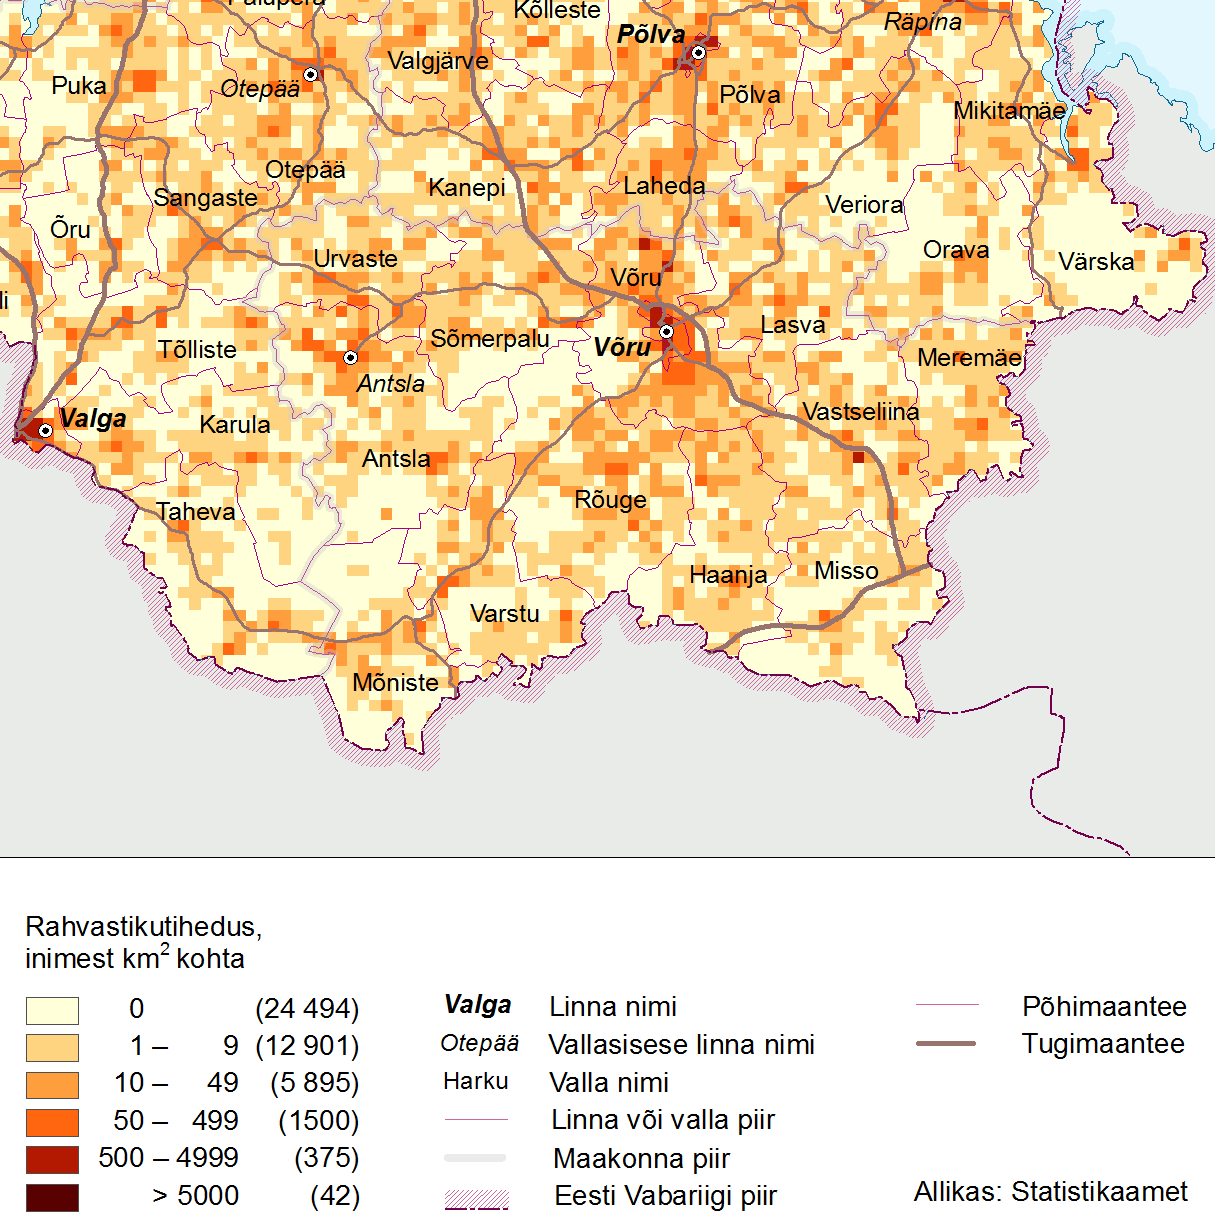 Palupera
Kõlleste
Räpina
Põlva
Valgjärve
Puka
Otepää
Põlva
Mikitamäe
Otepää
Kanepi
Laheda
Sangaste
Veriora
Õru
Orava
Urvaste
Värska
Võru
li
Lasva
Sõmerpalu
Võru
Tõlliste
Meremäe
Antsla
Valga
Karula
Vastseliina
Antsla
Rõuge
Taheva
Haanja
Misso
Varstu
Mõniste
Rahvastikutihedus,
inimest km² kohta
0 (24 494)
1 – 9 (12 901)
10 – 49 (5 895)
50 – 499 (1500)
500 – 4999 (375)
> 5000 (42)
Valga Linna nimi
Otepää Vallasisese linna nimi
Harku Valla nimi
Linna või valla piir
Maakonna piir
Eesti Vabariigi piir
Põhimaantee
Tugimaantee
Allikas: Statistikaamet